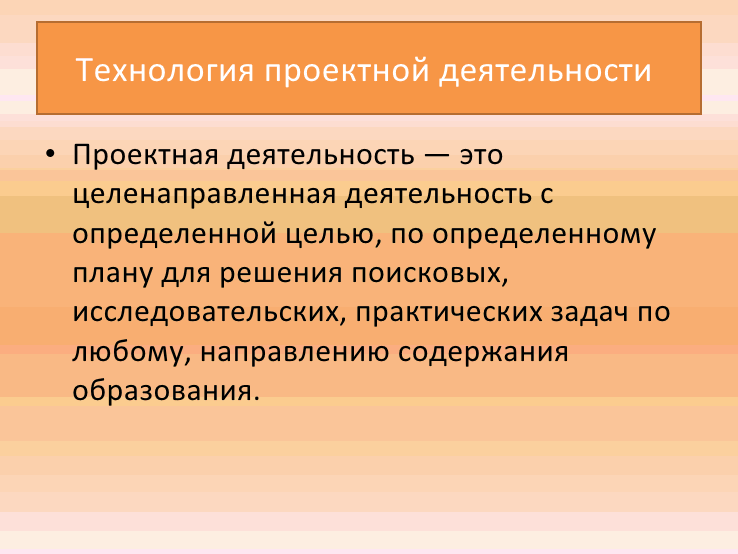 Технология проектной деятельности
• Проектная деятельность — это
целенаправленная деятельность с
определенной целью, по определенному
плану для решения поисковых,
исследовательских, практических задач по
любому, направлению содержания
образования.